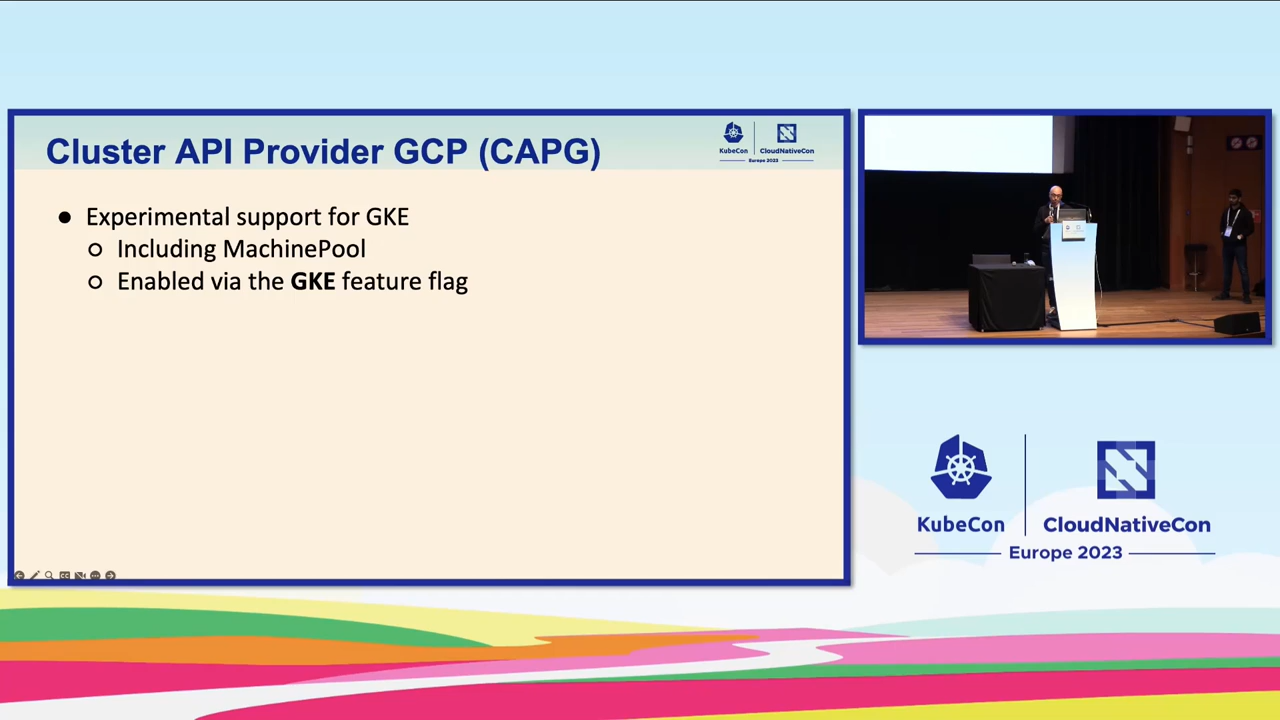 Cluster API Provider GCP (CAPG)
KubeCon
CloudNativeCon
Europe 2023
● Experimental support for GKE
○ Including MachinePool
○ Enabled via the GKE feature flag
KubeCon
CloudNativeCon
Europe 2023